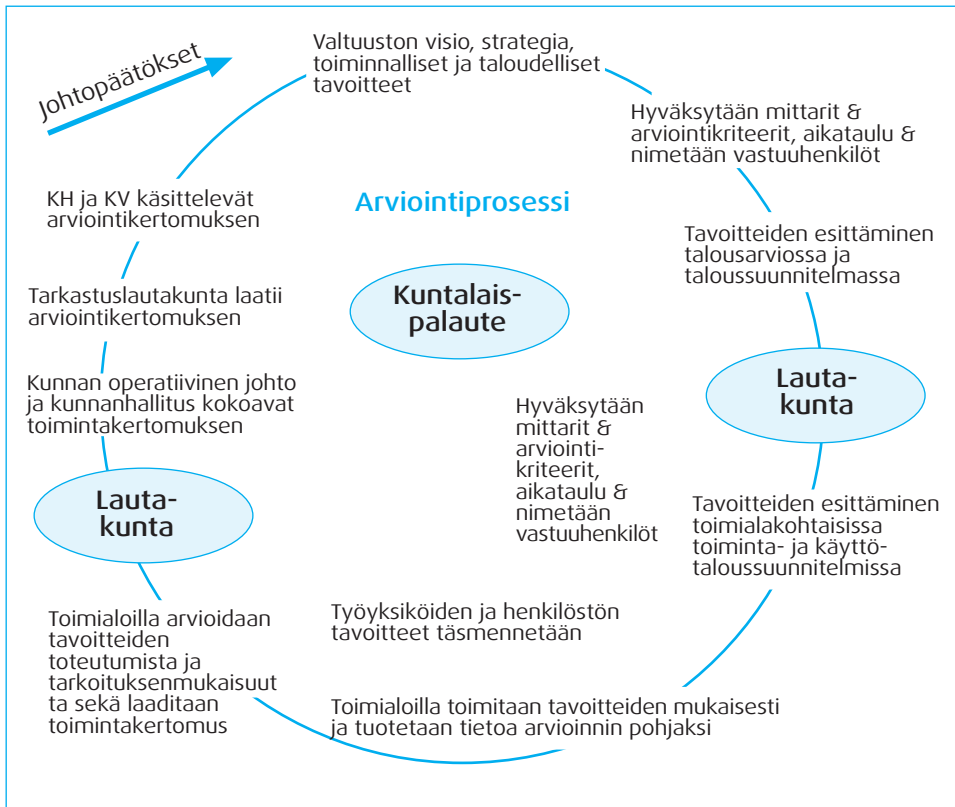 Johtopäätökset
Valtuuston visio, strategia,
toiminnalliset ja taloudelliset
tavoitteet
Hyväksytään mittarit &
arviointikriteerit, aikataulu &
nimetään vastuuhenkilöt
KH ja KV käsittelevät
arviointikertomuksen
Arviointiprosessi
Tavoitteiden esittäminen
talousarviossa ja
taloussuunnitelmassa
Tarkastuslautakunta laatii
arviointikertomuksen
Kuntalais-
palaute
Lauta-
kunta
Kunnan operatiivinen johto
ja kunnanhallitus kokoavat
toimintakertomuksen
Hyväksytään
mittarit &
arviointi-
kriteerit,
aikataulu &
nimetään
vastuuhenkilöt
Lauta-
kunta
Tavoitteiden esittäminen
toimialakohtaisissa
toiminta- ja käyttö-
taloussuunnitelmissa
Toimialoilla arvioidaan
tavoitteiden
toteutumista ja
tarkoituksenmukaisuut
ta sekä laaditaan
toimintakertomus
Työyksiköiden ja henkilöstön
tavoitteet täsmennetään
Toimialoilla toimitaan tavoitteiden mukaisesti
ja tuotetaan tietoa arvioinnin pohjaksi